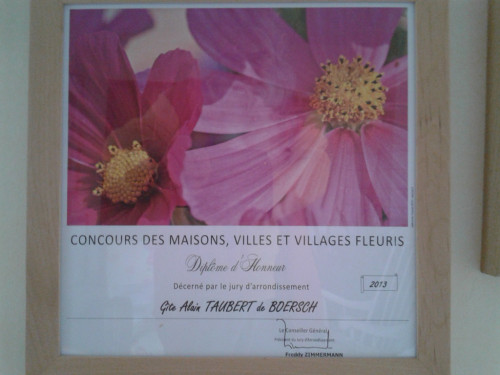 CONCOURS DES MAISONS, VILLES ET VILLAGES FLEURIS
Diplôme d'Honneur
Décerné par le jury d'arrondissement
2013
Gîte Alain TAUBERT de BOERSCH
Le Conseiller Général
Freddy ZIMMERMANN